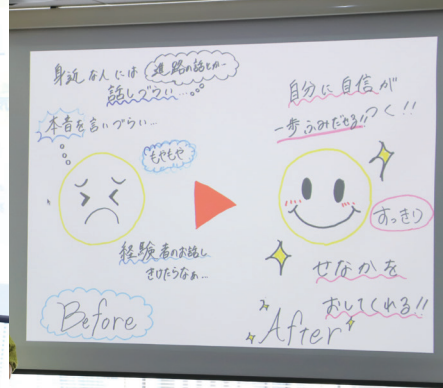 身近な人には
進路の話とか…
話しづらい…
本音を言いづらい…
もやもや
経験者のお話し
きけたらなぁ…
Before
自分に自信が
つく!!
一歩ふみだせる!!
すっきり
せなかを
おしてくれる!!
After